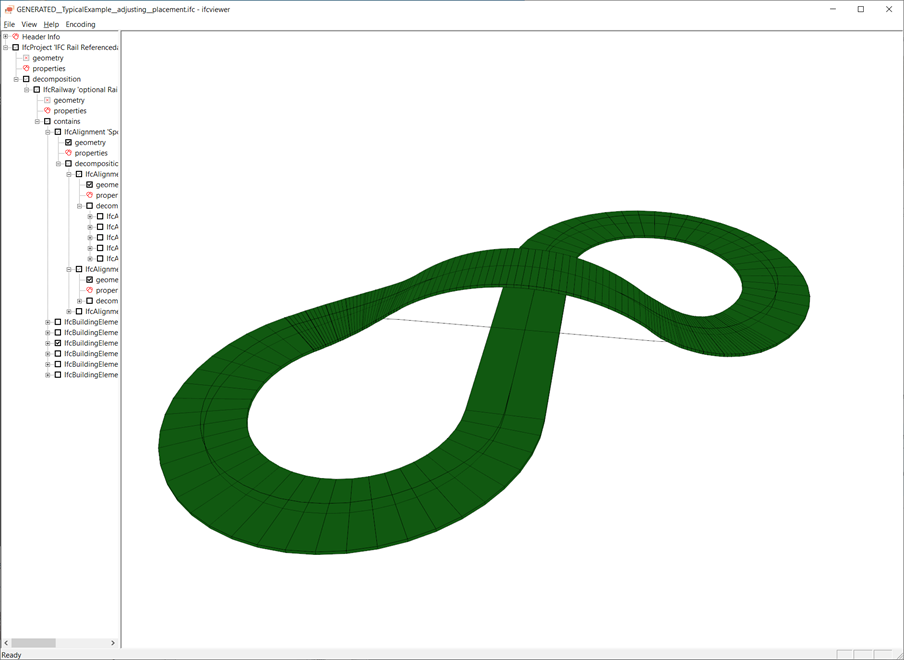 GENERATED__TypicalExample__adjusting__placement.ifc - ifcviewer
File View Help Encoding
Header Info
IfcProject 'IFC Rail Referenceda
geometry
properties
decomposition
IfcRailway 'optional Rai
geometry
properties
contains
IfcAlignment 'Spo
geometry
properties
decompositic
IfcAlignme
geome
proper
decom
IfcA
IfcA
IfcA
IfcA
IfcA
IfcAlignme
geome
proper
decom
IfcAlignme
IfcBuildingEleme
IfcBuildingEleme
IfcBuildingEleme
IfcBuildingEleme
IfcBuildingEleme
IfcBuildingEleme
Ready